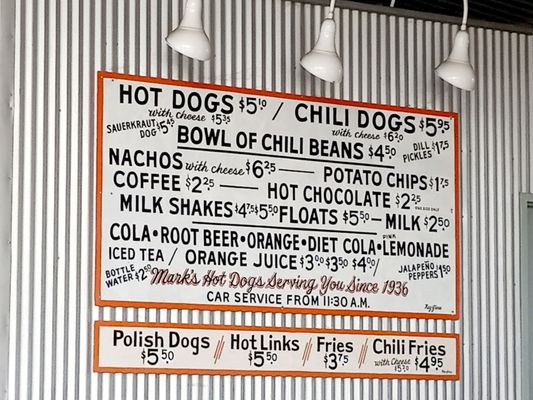 HOT DOGS $5.10 / CHILI DOGS $5.95
with cheese $5.35 with cheese $6.20
SAUERKRAUT DOG $5.45
BOWL OF CHILI BEANS $4.50
DILL PICKLES $1.75
NACHOS with cheese $6.25 — POTATO CHIPS $1.75
COFFEE $2.25 — HOT CHOCOLATE $2.25
ONE SIZE ONLY
MILK SHAKES $4.75 $5.50 FLOATS $5.50 — MILK $2.50
PINK
COLA • ROOT BEER • ORANGE • DIET COLA • LEMONADE
ICED TEA / ORANGE JUICE $3.00 $3.50 $4.00 /
BOTTLE WATER $2.50
JALAPEÑO PEPPERS $1.50
Mark's Hot Dogs Serving You Since 1936
CAR SERVICE FROM 11:30 A.M.
Polish Dogs $5.50 // Hot Links $5.50 // Fries $3.75 // Chili Fries $4.95
with Cheese $5.20